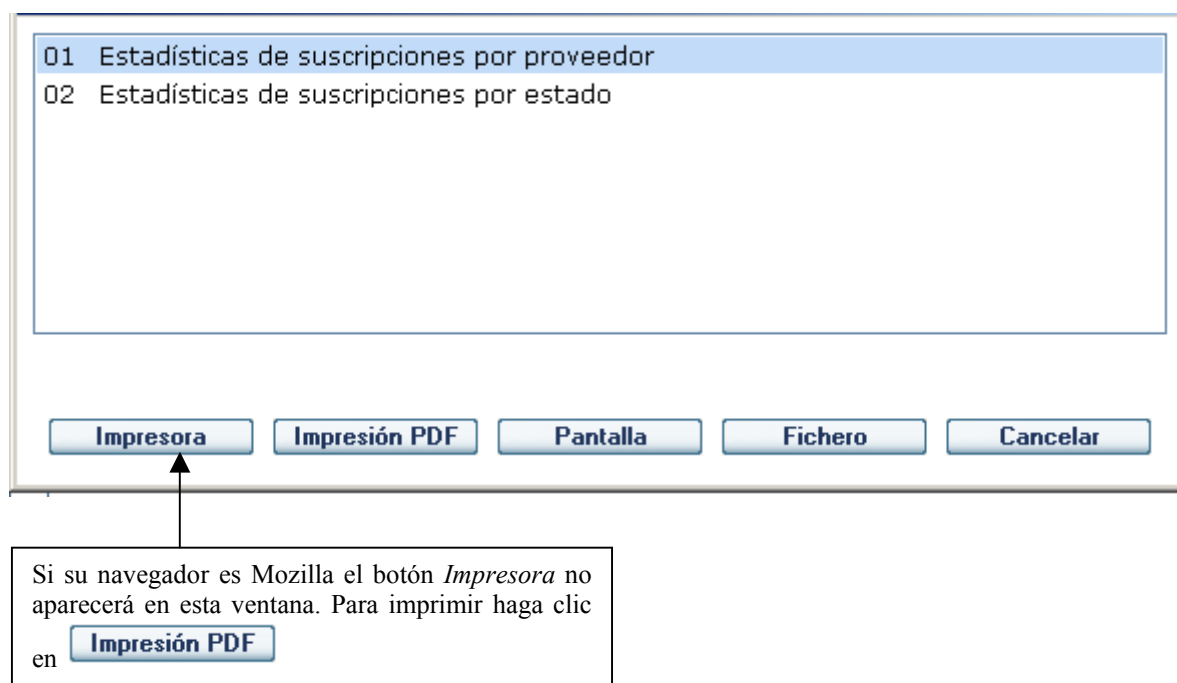 01 Estadísticas de suscripciones por proveedor
02 Estadísticas de suscripciones por estado
Impresora Impresión PDF Pantalla Fichero Cancelar
Si su navegador es Mozilla el botón Impresora no
aparecerá en esta ventana. Para imprimir haga clic
en Impresión PDF